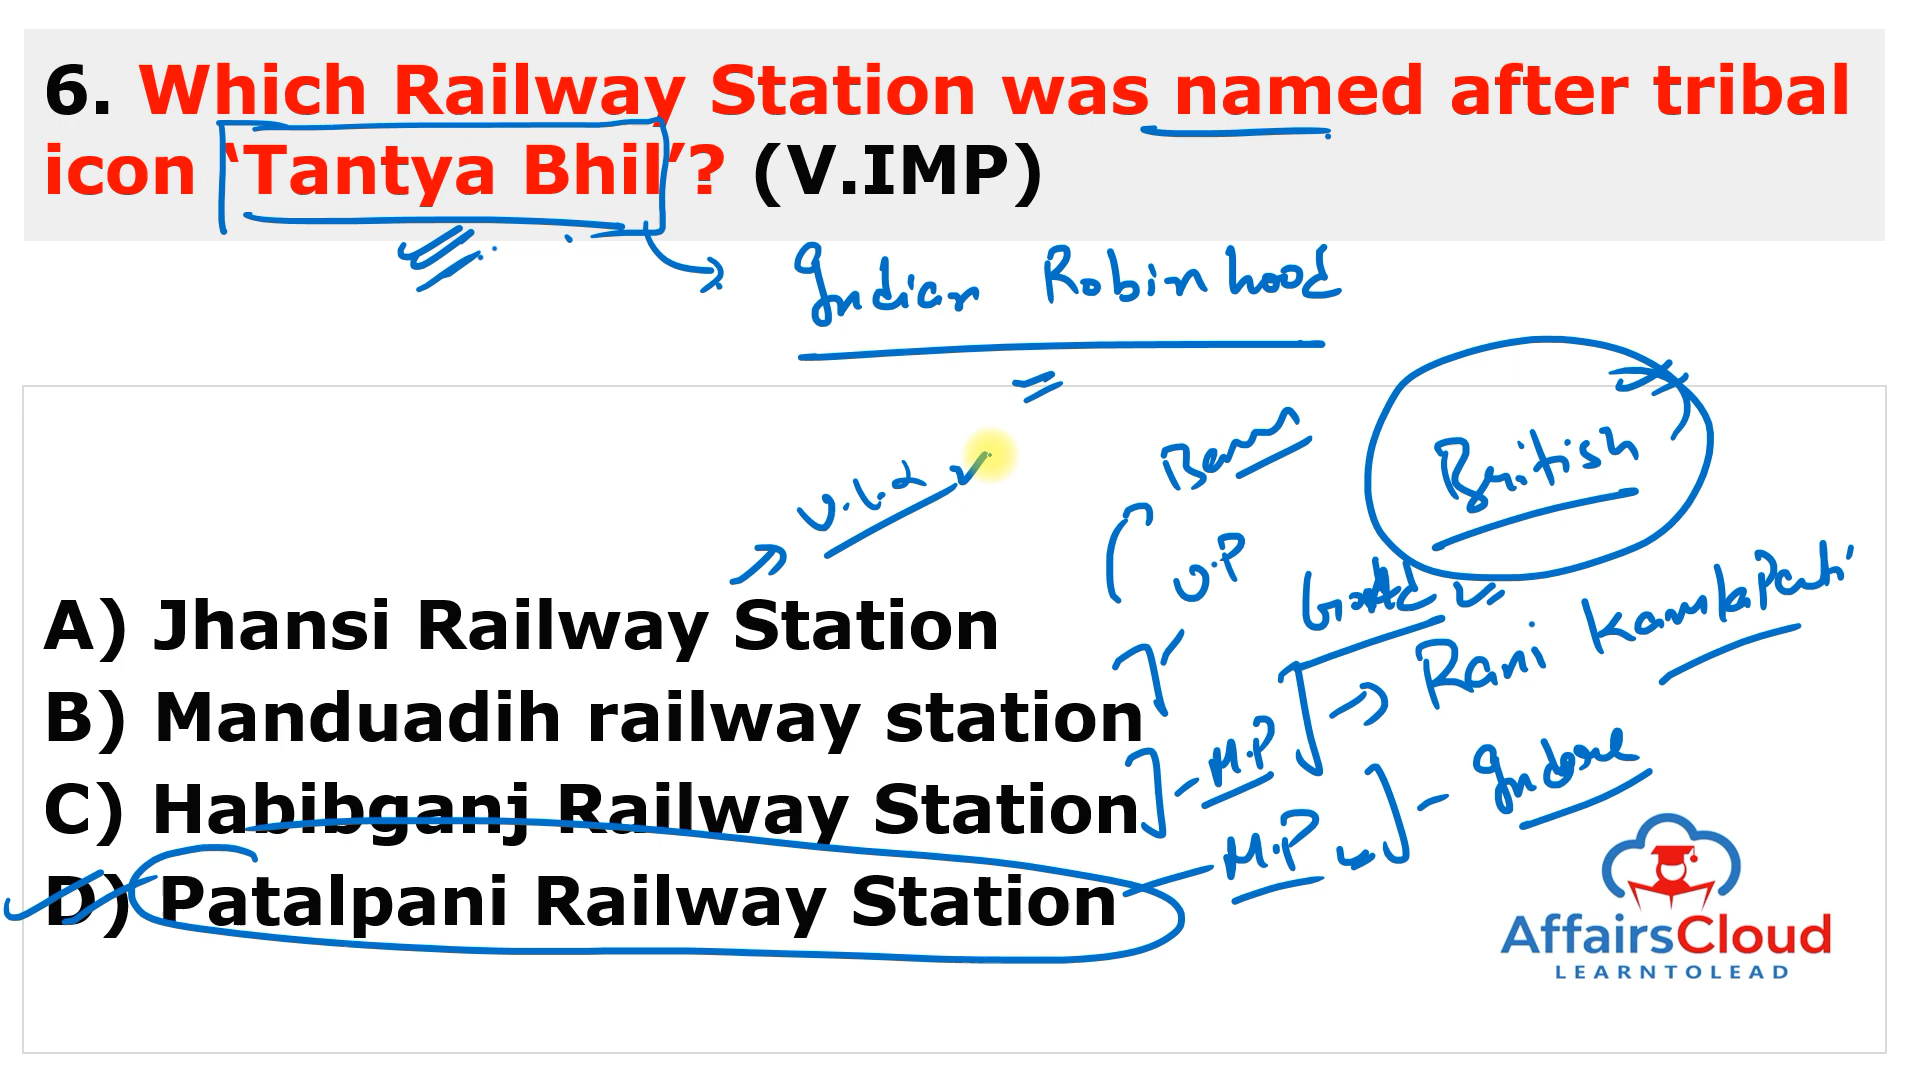 6. Which Railway Station was named after tribal
icon ‘Tantya Bhil’? (V.IMP)
Indian Robinhood
British
U.P
A) Jhansi Railway Station
Rani Kamlapati
B) Manduadih railway station
M.P
Indore
C) Habibganj Railway Station
M.P
D) Patalpani Railway Station
AffairsCloud
LEARNTOLEAD